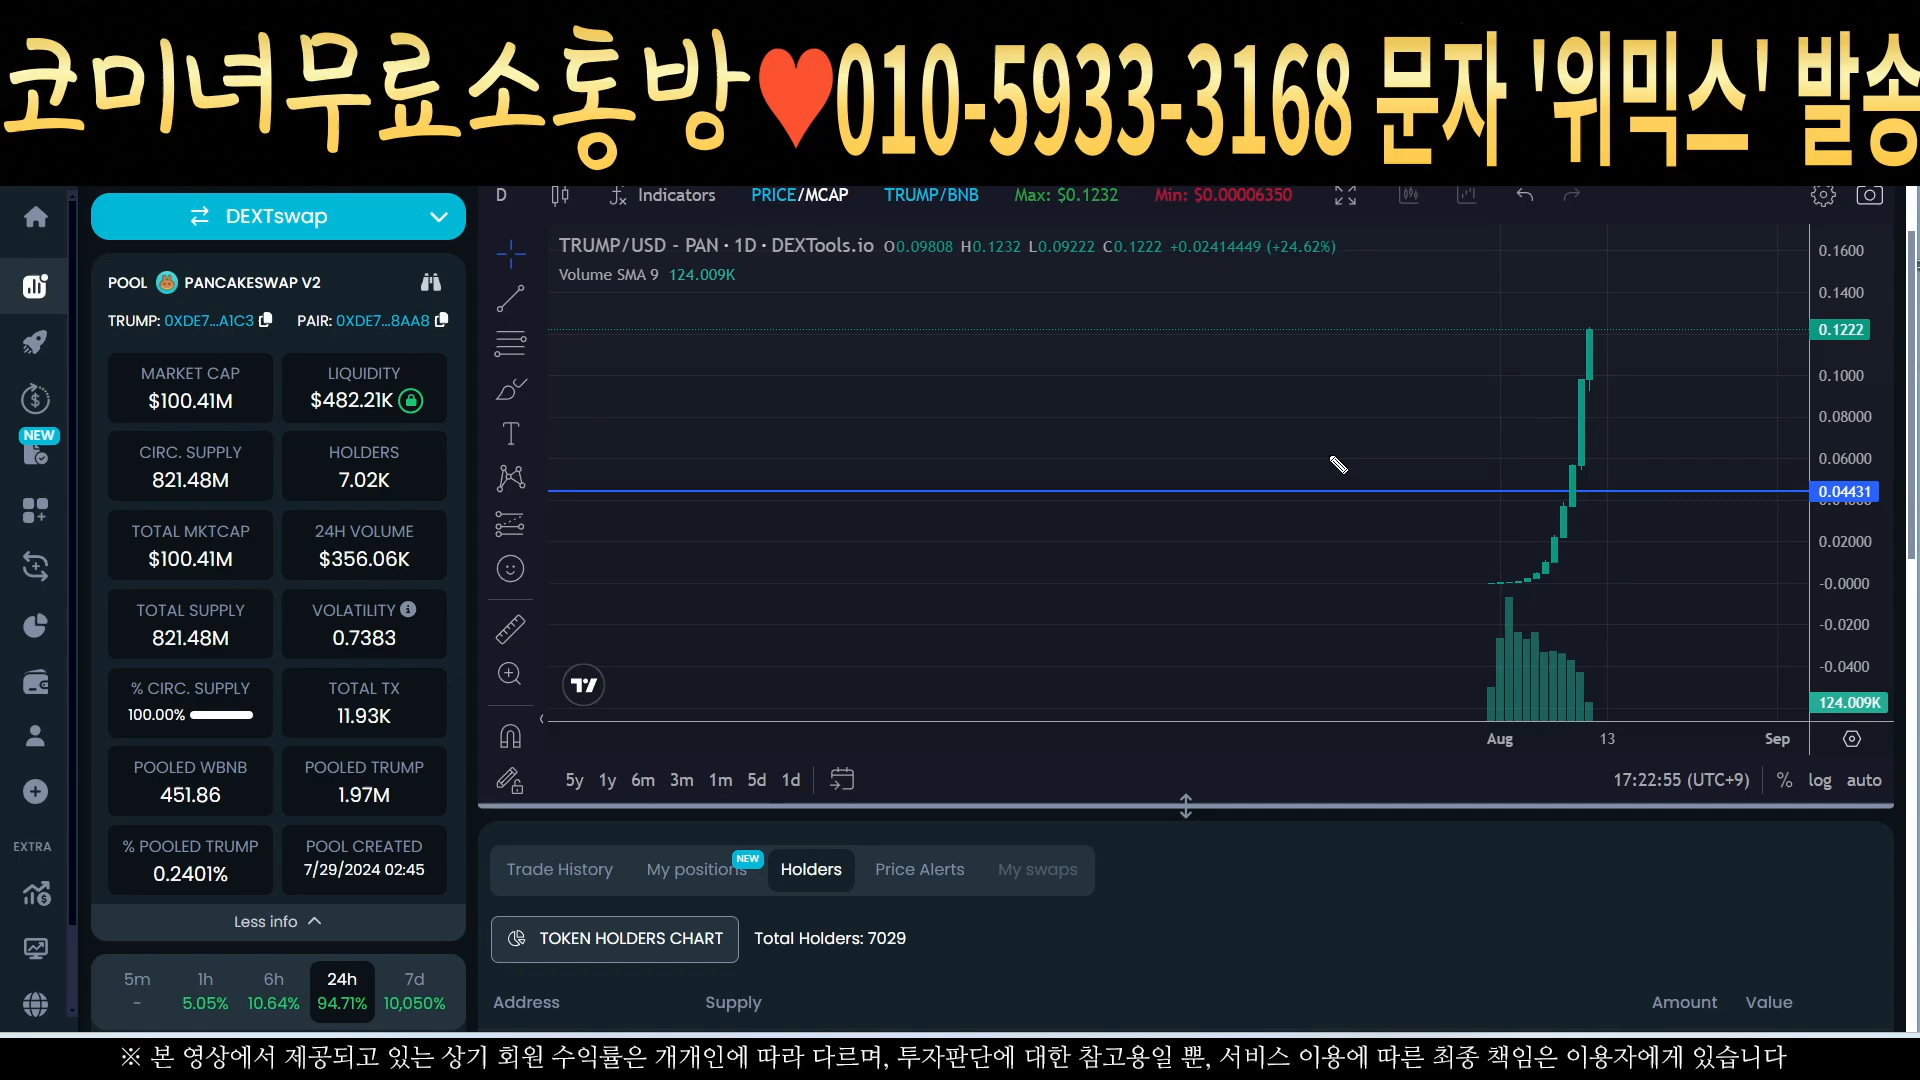 코미녀무료소통방♥010-5933-3168 문자 '위믹스' 발송
DEXTswap
D Indicators PRICE/MCAP TRUMP/BNB Max: $0.1232 Min: $0.00006350
TRUMP/USD - PAN · 1D · DEXTools.io O0.09808 H0.1232 L0.09222 C0.1222 +0.02414449 (+24.62%)
Volume SMA 9 124.009K
POOL PANCAKESWAP V2
TRUMP: 0XDE7...A1C3 PAIR: 0XDE7...8AA8
MARKET CAP
$100.41M
LIQUIDITY
$482.21K
CIRC. SUPPLY
821.48M
HOLDERS
7.02K
TOTAL MKTCAP
$100.41M
24H VOLUME
$356.06K
TOTAL SUPPLY
821.48M
VOLATILITY
0.7383
% CIRC. SUPPLY
100.00%
TOTAL TX
11.93K
POOLED WBNB
451.86
POOLED TRUMP
1.97M
% POOLED TRUMP
0.2401%
POOL CREATED
7/29/2024 02:45
Less info
5m 1h 6h 24h 7d
- 5.05% 10.64% 94.71% 10,050%
NEW
EXTRA
0.1600
0.1400
0.1222
0.1000
0.08000
0.06000
0.04431
0.02000
-0.0000
-0.0200
-0.0400
124.009K
Aug 13 Sep
5y 1y 6m 3m 1m 5d 1d 17:22:55 (UTC+9) % log auto
Trade History My positions NEW Holders Price Alerts My swaps
TOKEN HOLDERS CHART Total Holders: 7029
Address Supply Amount Value
※ 본 영상에서 제공되고 있는 상기 회원 수익률은 개개인에 따라 다르며, 투자판단에 대한 참고용일 뿐, 서비스 이용에 따른 최종 책임은 이용자에게 있습니다